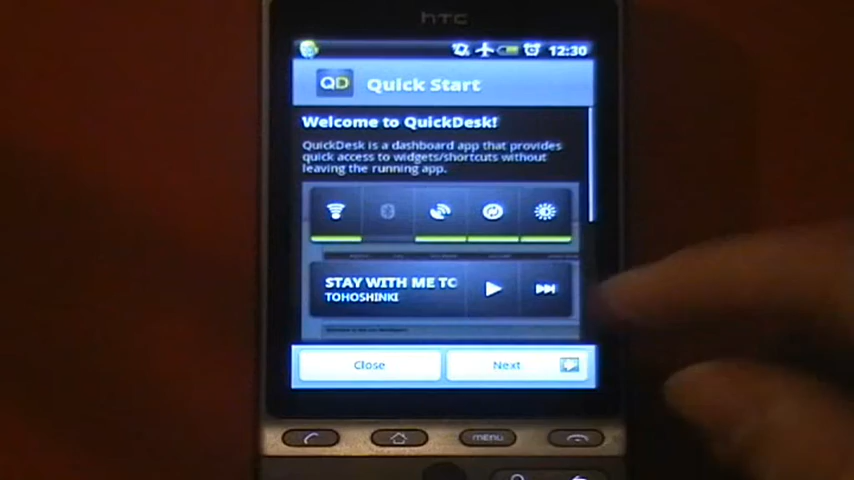 htc
12:30
QD Quick Start
Welcome to QuickDesk!
QuickDesk is a dashboard app that provides
quick access to widgets/shortcuts without
leaving the running app.
STAY WITH ME TO
TOHOSHINKI
Close
Next
MENU